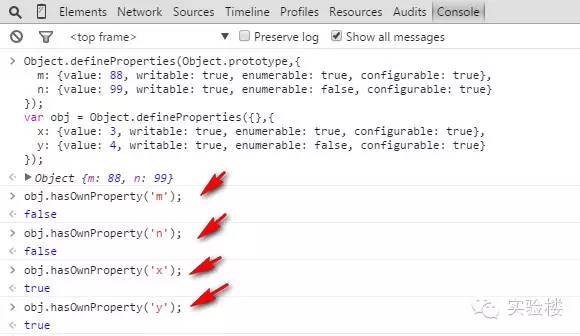 Elements Network Sources Timeline Profiles Resources Audits Console
<top frame> ▼ Preserve log Show all messages
> Object.defineProperties(Object.prototype,{
m: {value: 88, writable: true, enumerable: true, configurable: true},
n: {value: 99, writable: true, enumerable: false, configurable: true}
});
var obj = Object.defineProperties({},{
x: {value: 3, writable: true, enumerable: true, configurable: true},
y: {value: 4, writable: true, enumerable: false, configurable: true}
});
Object {m: 88, n: 99}
> obj.hasOwnProperty('m');
false
> obj.hasOwnProperty('n');
false
> obj.hasOwnProperty('x');
true
> obj.hasOwnProperty('y');
true
实验楼